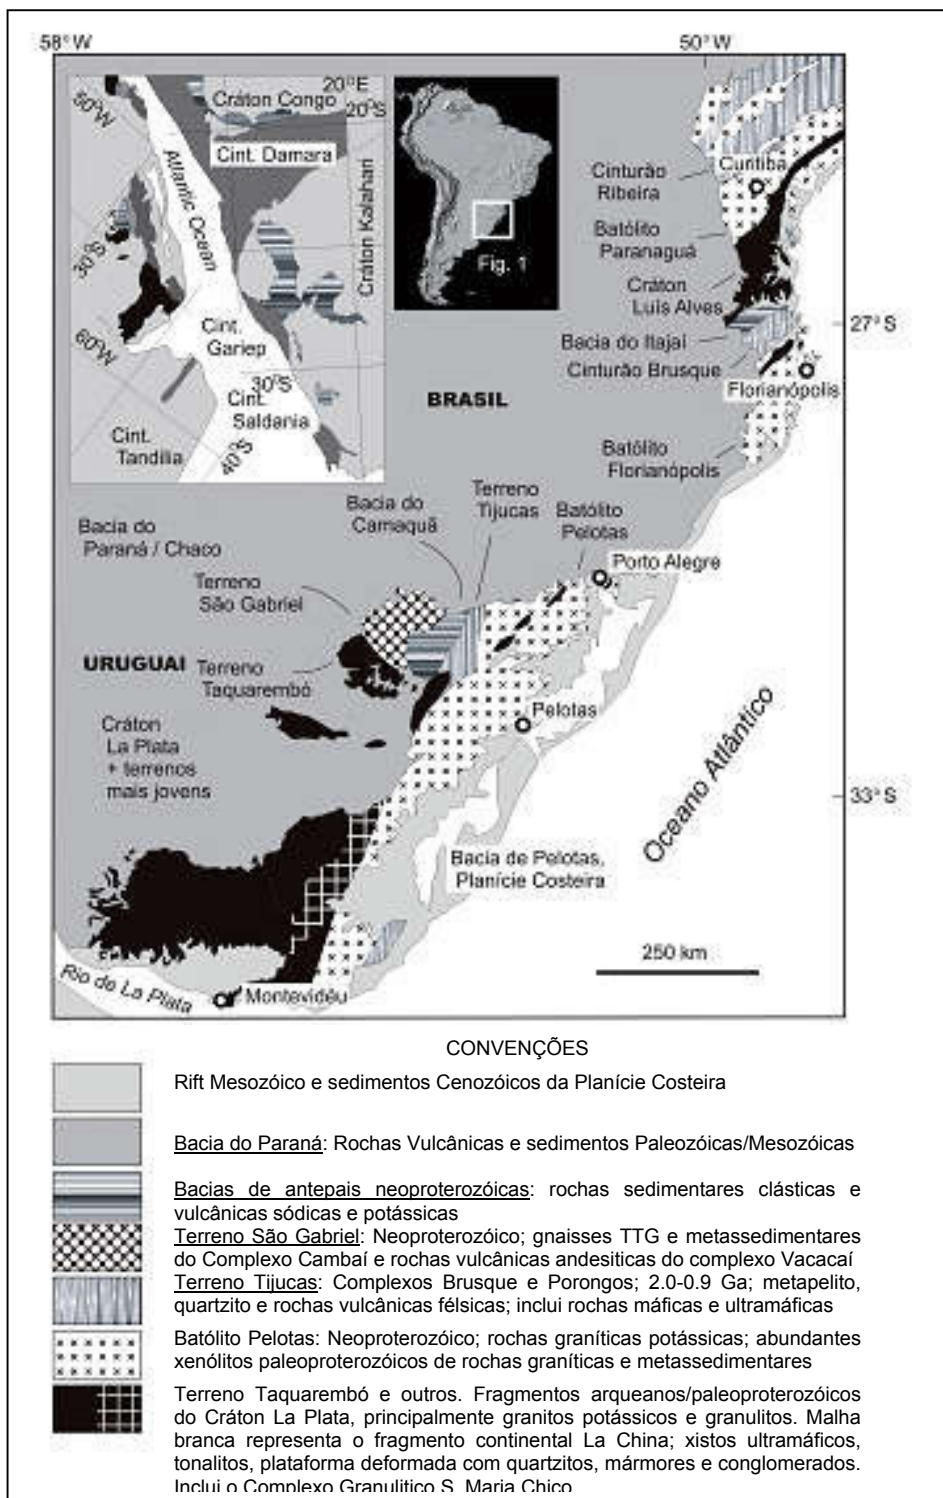 58°W
50°W
20°E
20°S
Cráton Congo
50°W
Cint. Damara
Atlantic Ocean
Cráton Kalahari
30°S
Fig. 1
60°W
Cint.
Gariep
30°S
Cint.
Saldania
Cint.
Tandilia
40°S
Cinturão
Ribeira
Curitiba
Batólito
Paranaguá
Cráton
Luis Alves
27°S
Bacia do Itajaí
Cinturão Brusque
Florianópolis
BRASIL
Batólito
Florianópolis
Terreno
Tijucas
Bacia do
Camaquã
Batólito
Pelotas
Bacia do
Paraná / Chaco
Porto Alegre
Terreno
São Gabriel
URUGUAI
Terreno
Taquarembó
Pelotas
Cráton
La Plata
+ terrenos
mais jovens
Oceano Atlântico
33°S
Bacia de Pelotas,
Planície Costeira
250 km
Rio de La Plata
Montevidéu
CONVENÇÕES
Rift Mesozóico e sedimentos Cenozóicos da Planície Costeira
Bacia do Paraná: Rochas Vulcânicas e sedimentos Paleozóicas/Mesozóicas
Bacias de antepais neoproterozóicas: rochas sedimentares clásticas e
vulcânicas sódicas e potássicas
Terreno São Gabriel: Neoproterozóico; gnaisses TTG e metassedimentares
do Complexo Cambaí e rochas vulcânicas andesiticas do complexo Vacacaí
Terreno Tijucas: Complexos Brusque e Porongos; 2.0-0.9 Ga; metapelito,
quartzito e rochas vulcânicas félsicas; inclui rochas máficas e ultramáficas
Batólito Pelotas: Neoproterozóico; rochas graníticas potássicas; abundantes
xenólitos paleoproterozóicos de rochas graníticas e metassedimentares
Terreno Taquarembó e outros. Fragmentos arqueanos/paleoproterozóicos
do Cráton La Plata, principalmente granitos potássicos e granulitos. Malha
branca representa o fragmento continental La China; xistos ultramáficos,
tonalitos, plataforma deformada com quartzitos, mármores e conglomerados.
Inclui o Complexo Granulitico S. Maria Chico